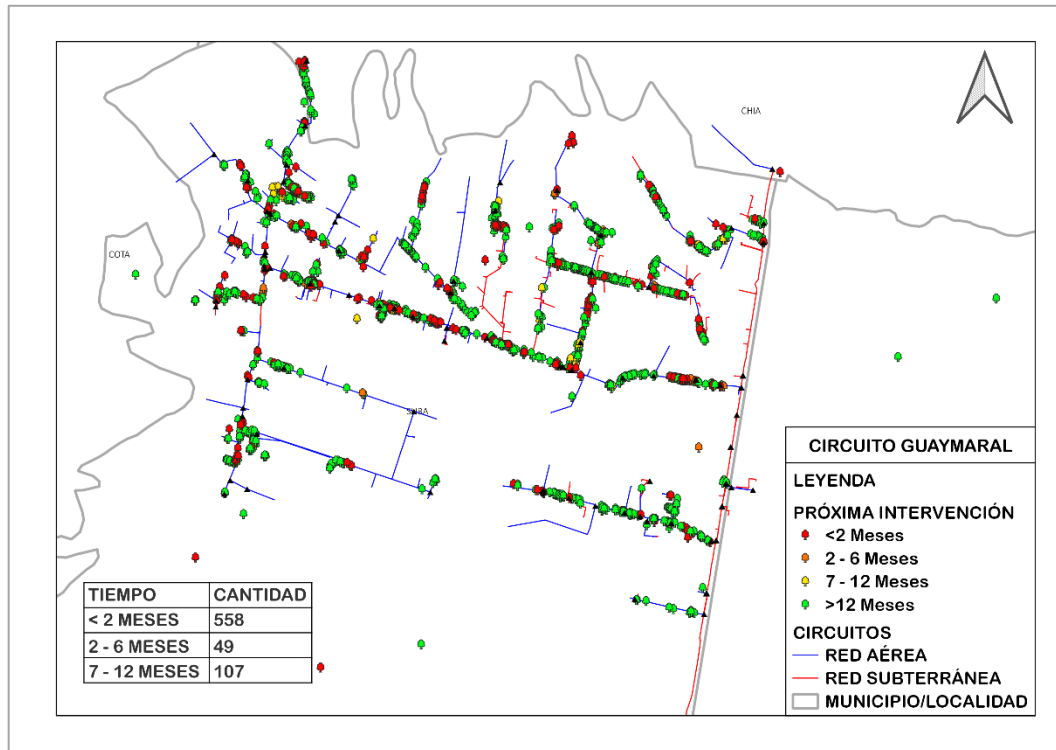 CHIA
COTA
SUBA
CIRCUITO GUAYMARAL
LEYENDA
PRÓXIMA INTERVENCIÓN
<2 Meses
2 - 6 Meses
7 - 12 Meses
>12 Meses
CIRCUITOS
RED AÉREA
RED SUBTERRÁNEA
MUNICIPIO/LOCALIDAD
TIEMPO CANTIDAD
< 2 MESES 558
2 - 6 MESES 49
7 - 12 MESES 107